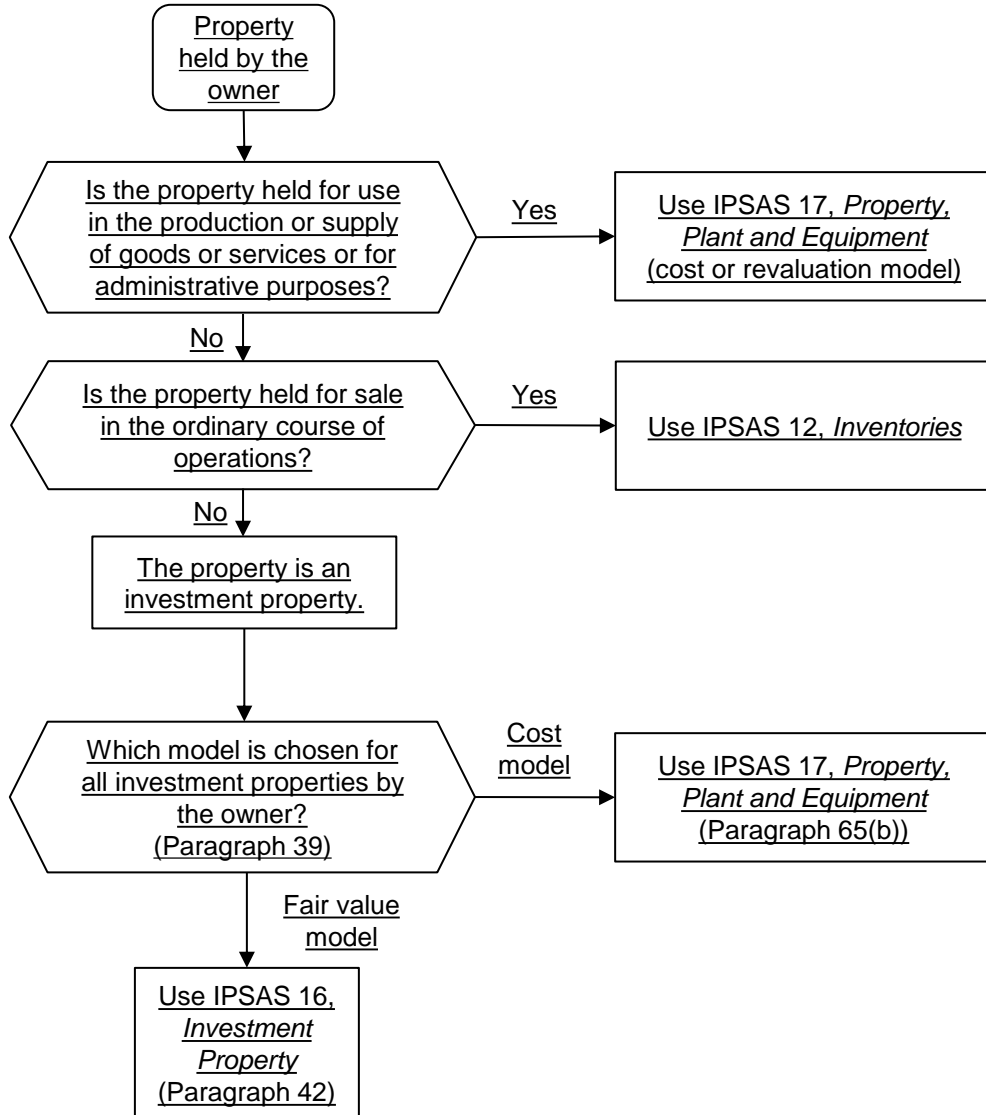 Property
held by the
owner
Is the property held for use
in the production or supply
of goods or services or for
administrative purposes?
Yes
Use IPSAS 17, Property,
Plant and Equipment
(cost or revaluation model)
No
Is the property held for sale
in the ordinary course of
operations?
Yes
Use IPSAS 12, Inventories
No
The property is an
investment property.
Which model is chosen for
all investment properties by
the owner?
(Paragraph 39)
Cost
model
Use IPSAS 17, Property,
Plant and Equipment
(Paragraph 65(b))
Fair value
model
Use IPSAS 16,
Investment
Property
(Paragraph 42)